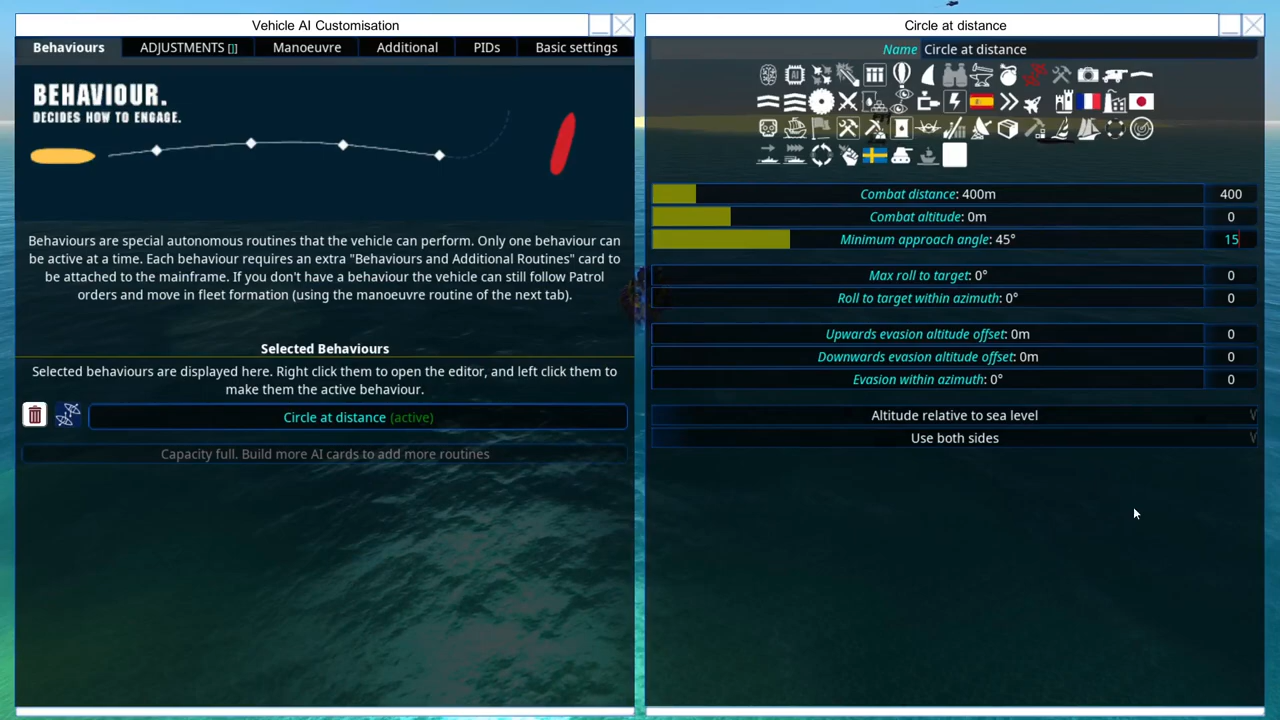 Vehicle AI Customisation
Behaviours
ADJUSTMENTS []
Manoeuvre
Additional
PIDs
Basic settings
BEHAVIOUR.
DECIDES HOW TO ENGAGE.
Behaviours are special autonomous routines that the vehicle can perform. Only one behaviour can
be active at a time. Each behaviour requires an extra "Behaviours and Additional Routines" card to
be attached to the mainframe. If you don't have a behaviour the vehicle can still follow Patrol
orders and move in fleet formation (using the manoeuvre routine of the next tab).
Selected Behaviours
Selected behaviours are displayed here. Right click them to open the editor, and left click them to
make them the active behaviour.
Circle at distance (active)
Capacity full. Build more AI cards to add more routines
Circle at distance
Name Circle at distance
Combat distance: 400m 400
Combat altitude: 0m 0
Minimum approach angle: 45° 15
Max roll to target: 0° 0
Roll to target within azimuth: 0° 0
Upwards evasion altitude offset: 0m 0
Downwards evasion altitude offset: 0m 0
Evasion within azimuth: 0° 0
Altitude relative to sea level V
Use both sides V